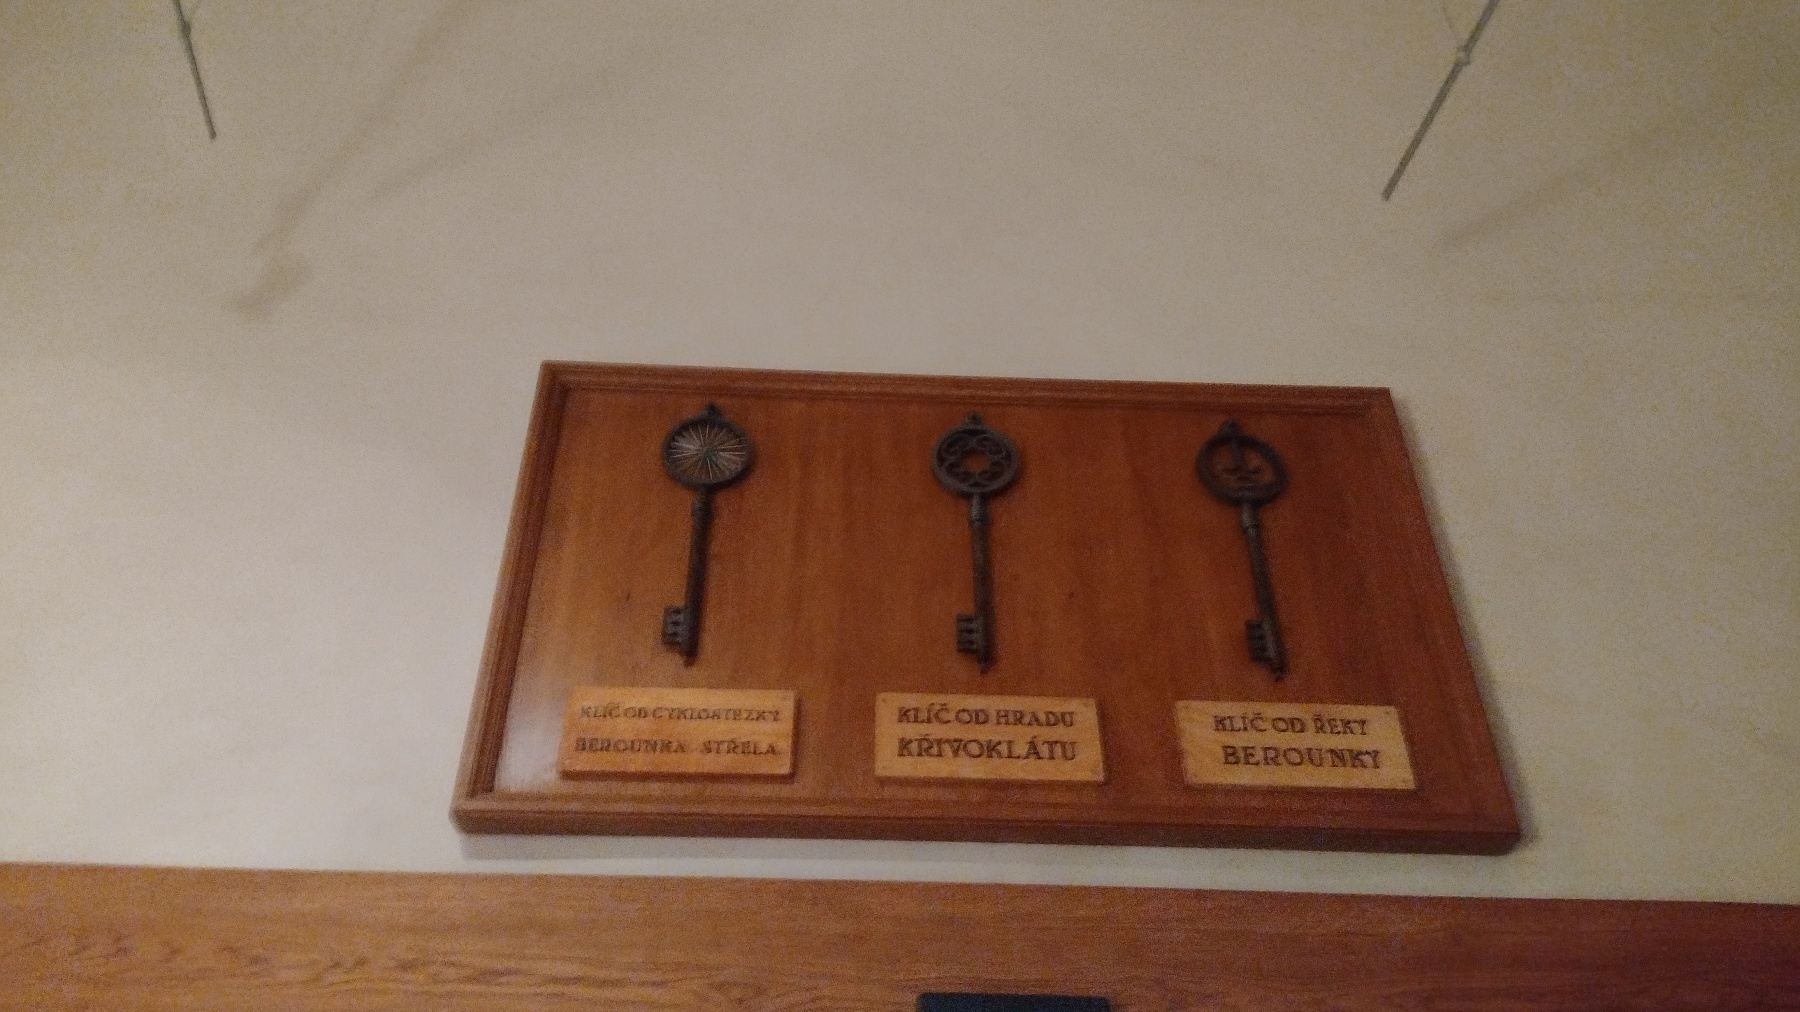 KLÍČ OD CYKLOSTEZKY
BEROUNKA STŘELA
KLÍČ OD HRADU
KŘIVOKLÁTU
KLÍČ OD ŘEKY
BEROUNKY